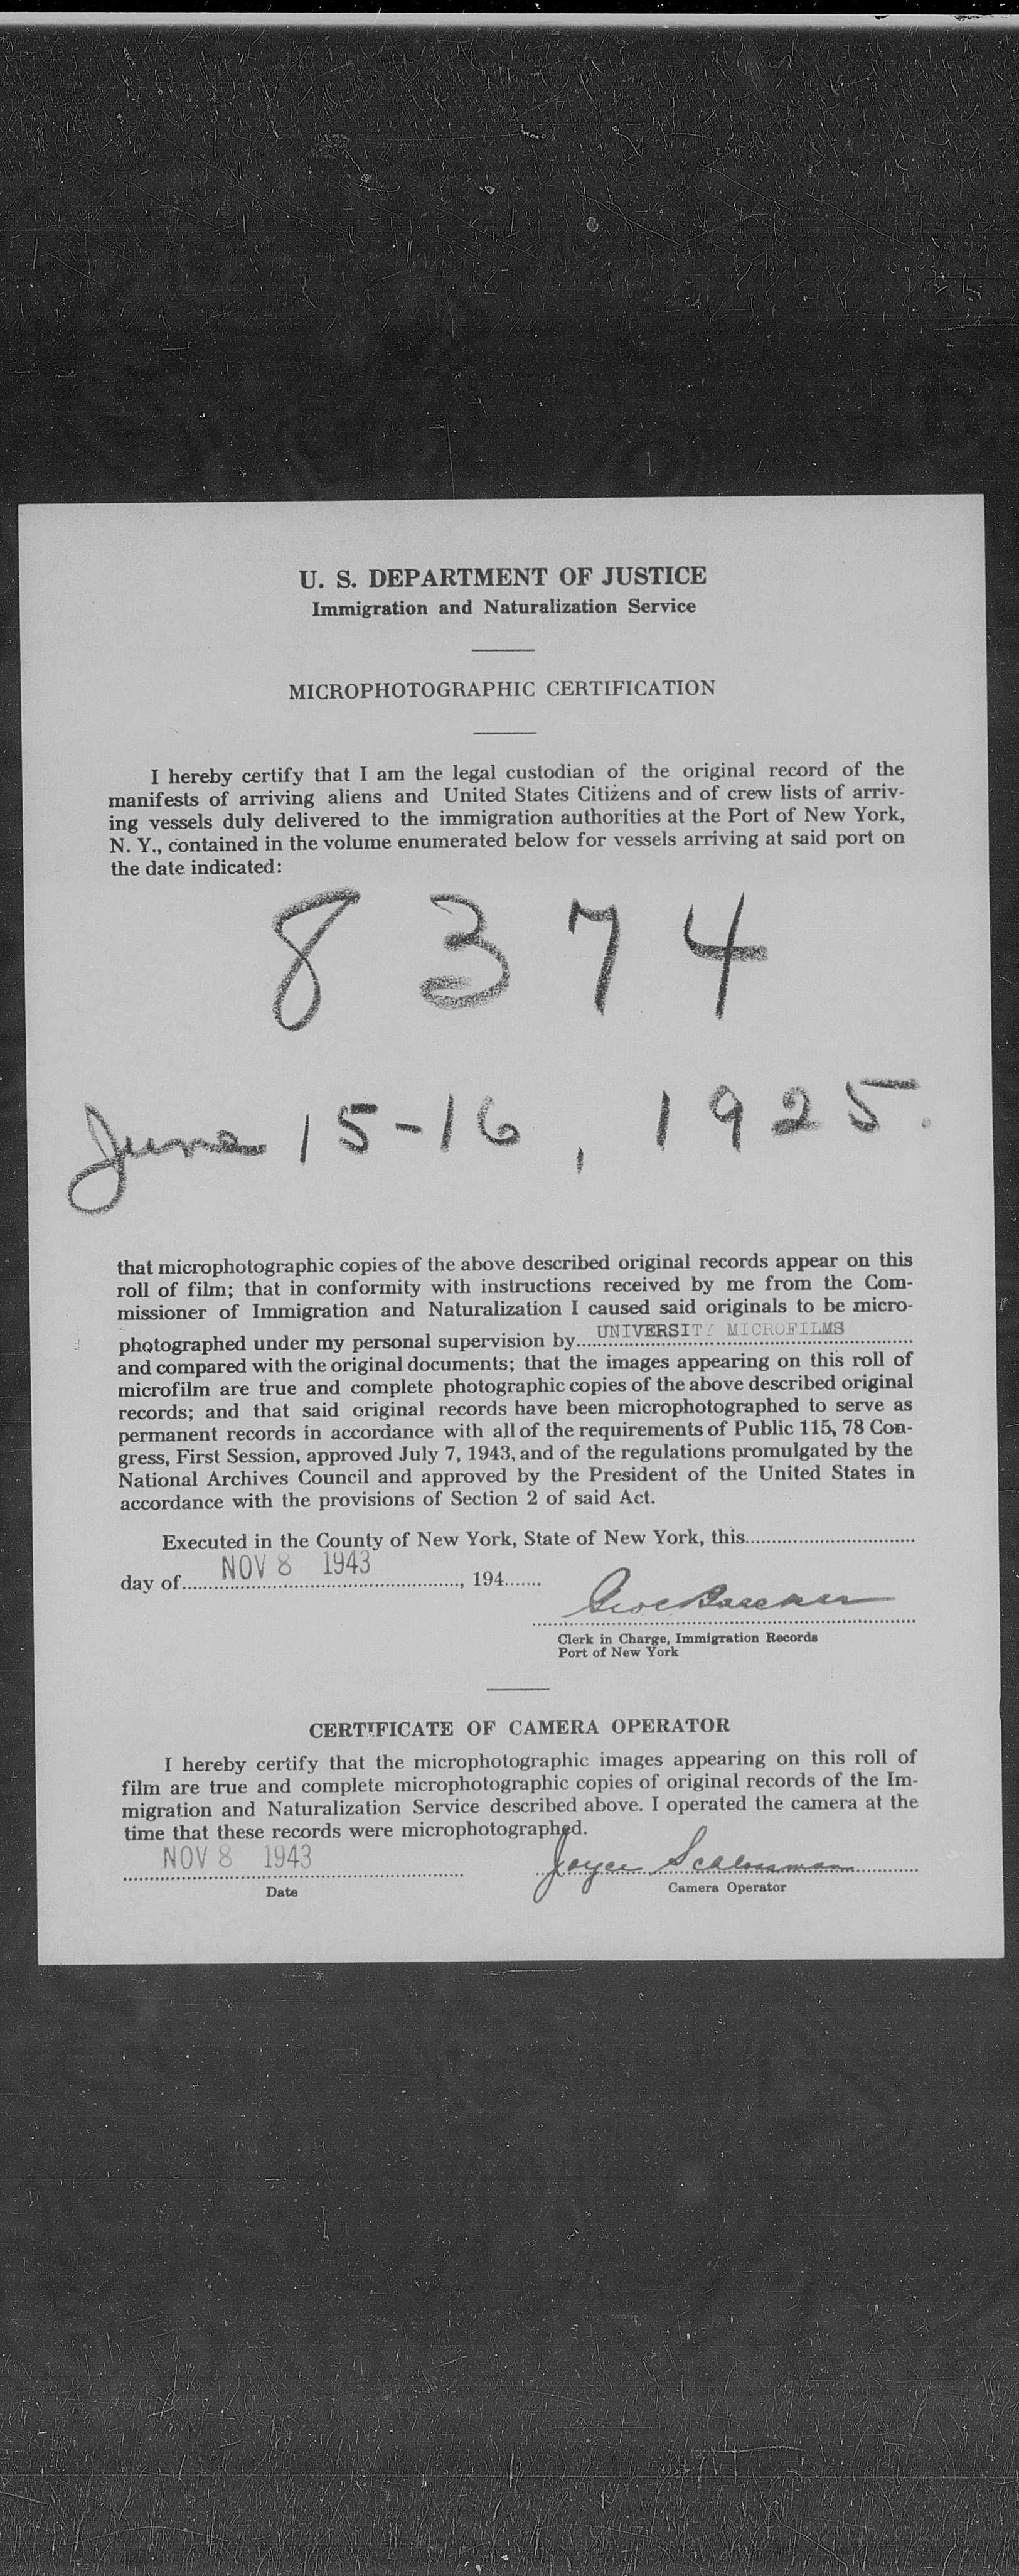 U. S. DEPARTMENT OF JUSTICE
Immigration and Naturalization Service
MICROPHOTOGRAPHIC CERTIFICATION
I hereby certify that I am the legal custodian of the original record of the
manifests of arriving aliens and United States Citizens and of crew lists of arriv-
ing vessels duly delivered to the immigration authorities at the Port of New York,
N. Y., contained in the volume enumerated below for vessels arriving at said port on
the date indicated:
8374
June 15-16, 1925.
that microphotographic copies of the above described original records appear on this
roll of film; that in conformity with instructions received by me from the Com-
missioner of Immigration and Naturalization I caused said originals to be micro-
photographed under my personal supervision by UNIVERSITY MICROFILMS
and compared with the original documents; that the images appearing on this roll of
microfilm are true and complete photographic copies of the above described original
records; and that said original records have been microphotographed to serve as
permanent records in accordance with all of the requirements of Public 115, 78 Con-
gress, First Session, approved July 7, 1943, and of the regulations promulgated by the
National Archives Council and approved by the President of the United States in
accordance with the provisions of Section 2 of said Act.
Executed in the County of New York, State of New York, this
day of NOV 8 1943, 194
Clerk in Charge, Immigration Records
Port of New York
CERTIFICATE OF CAMERA OPERATOR
I hereby certify that the microphotographic images appearing on this roll of
film are true and complete microphotographic copies of original records of the Im-
migration and Naturalization Service described above. I operated the camera at the
time that these records were microphotographed.
NOV 8 1943 Joyce Schlossman
Date Camera Operator